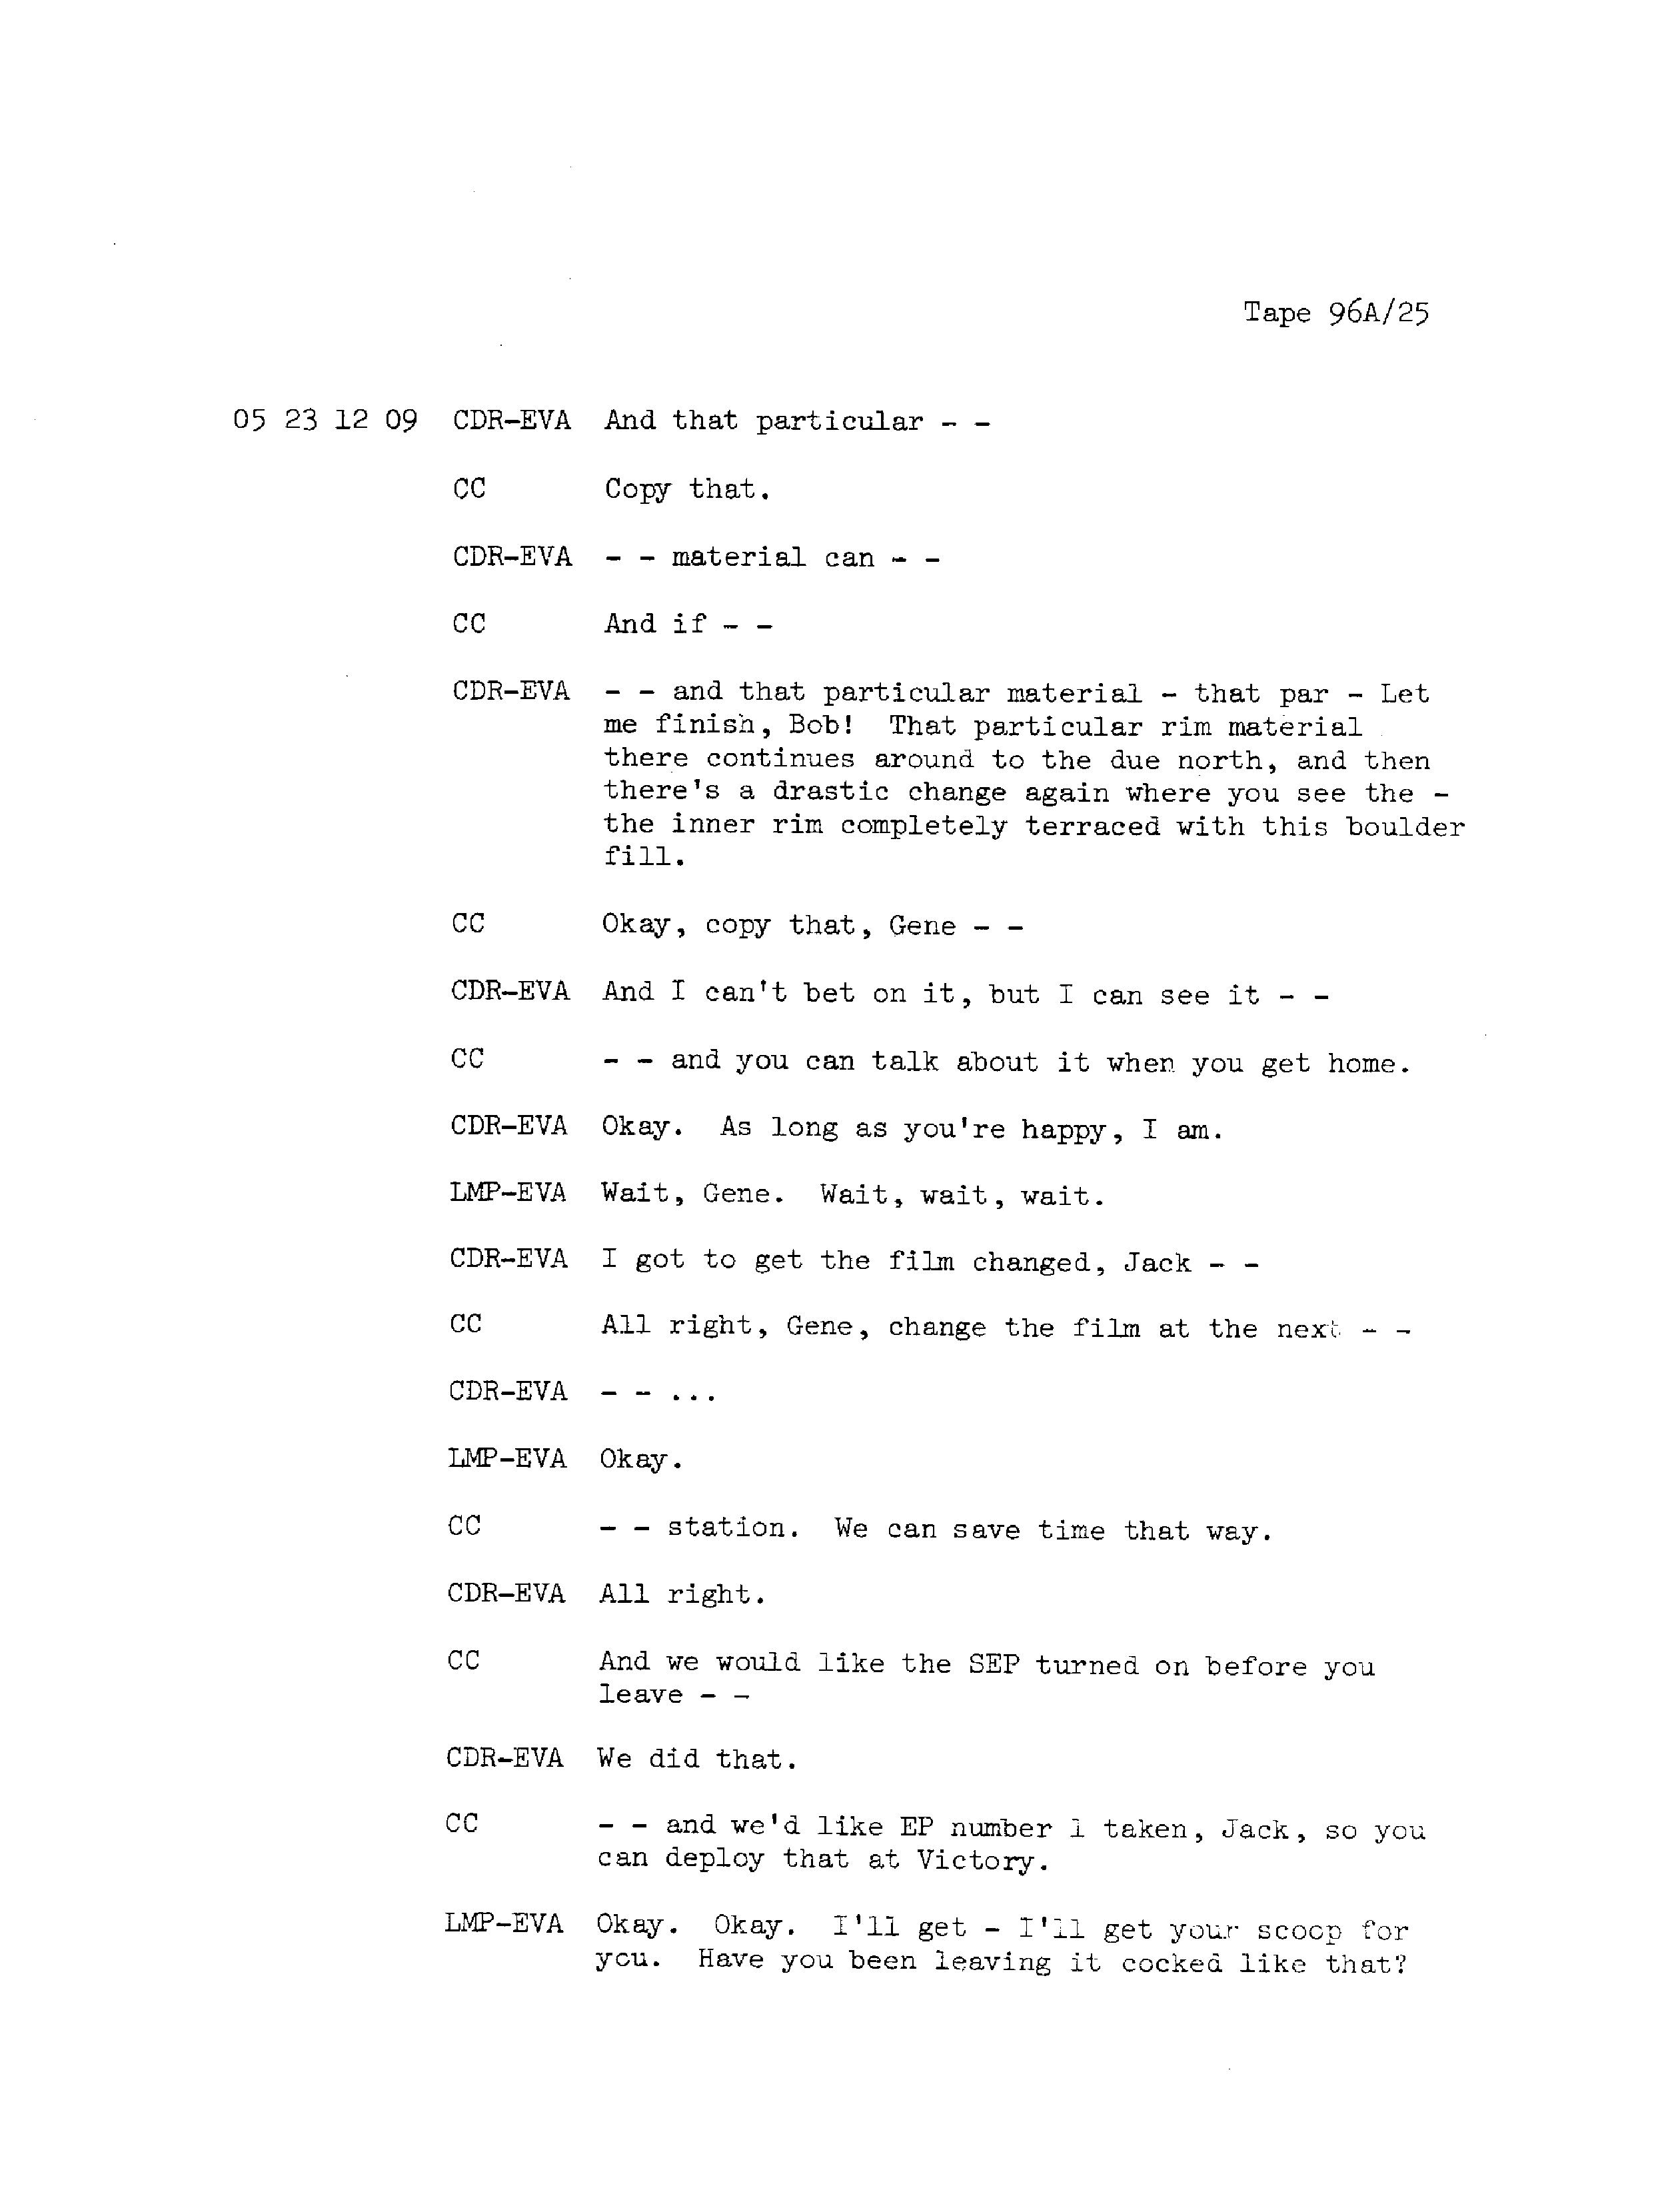 Tape 96A/25
05 23 12 09 CDR-EVA And that particular - -
CC Copy that.
CDR-EVA - - material can - -
CC And if - -
CDR-EVA - - and that particular material - that par - Let
me finish, Bob! That particular rim material
there continues around to the due north, and then
there's a drastic change again where you see the -
the inner rim completely terraced with this boulder
fill.
CC Okay, copy that, Gene - -
CDR-EVA And I can't bet on it, but I can see it - -
CC - - and you can talk about it when you get home.
CDR-EVA Okay. As long as you're happy, I am.
LMP-EVA Wait, Gene. Wait, wait, wait.
CDR-EVA I got to get the film changed, Jack - -
CC All right, Gene, change the film at the next - -
CDR-EVA - - ...
LMP-EVA Okay.
CC - - station. We can save time that way.
CDR-EVA All right.
CC And we would like the SEP turned on before you
leave - -
CDR-EVA We did that.
CC - - and we'd like EP number 1 taken, Jack, so you
can deploy that at Victory.
LMP-EVA Okay. Okay. I'll get - I'll get your scoop for
you. Have you been leaving it cocked like that?